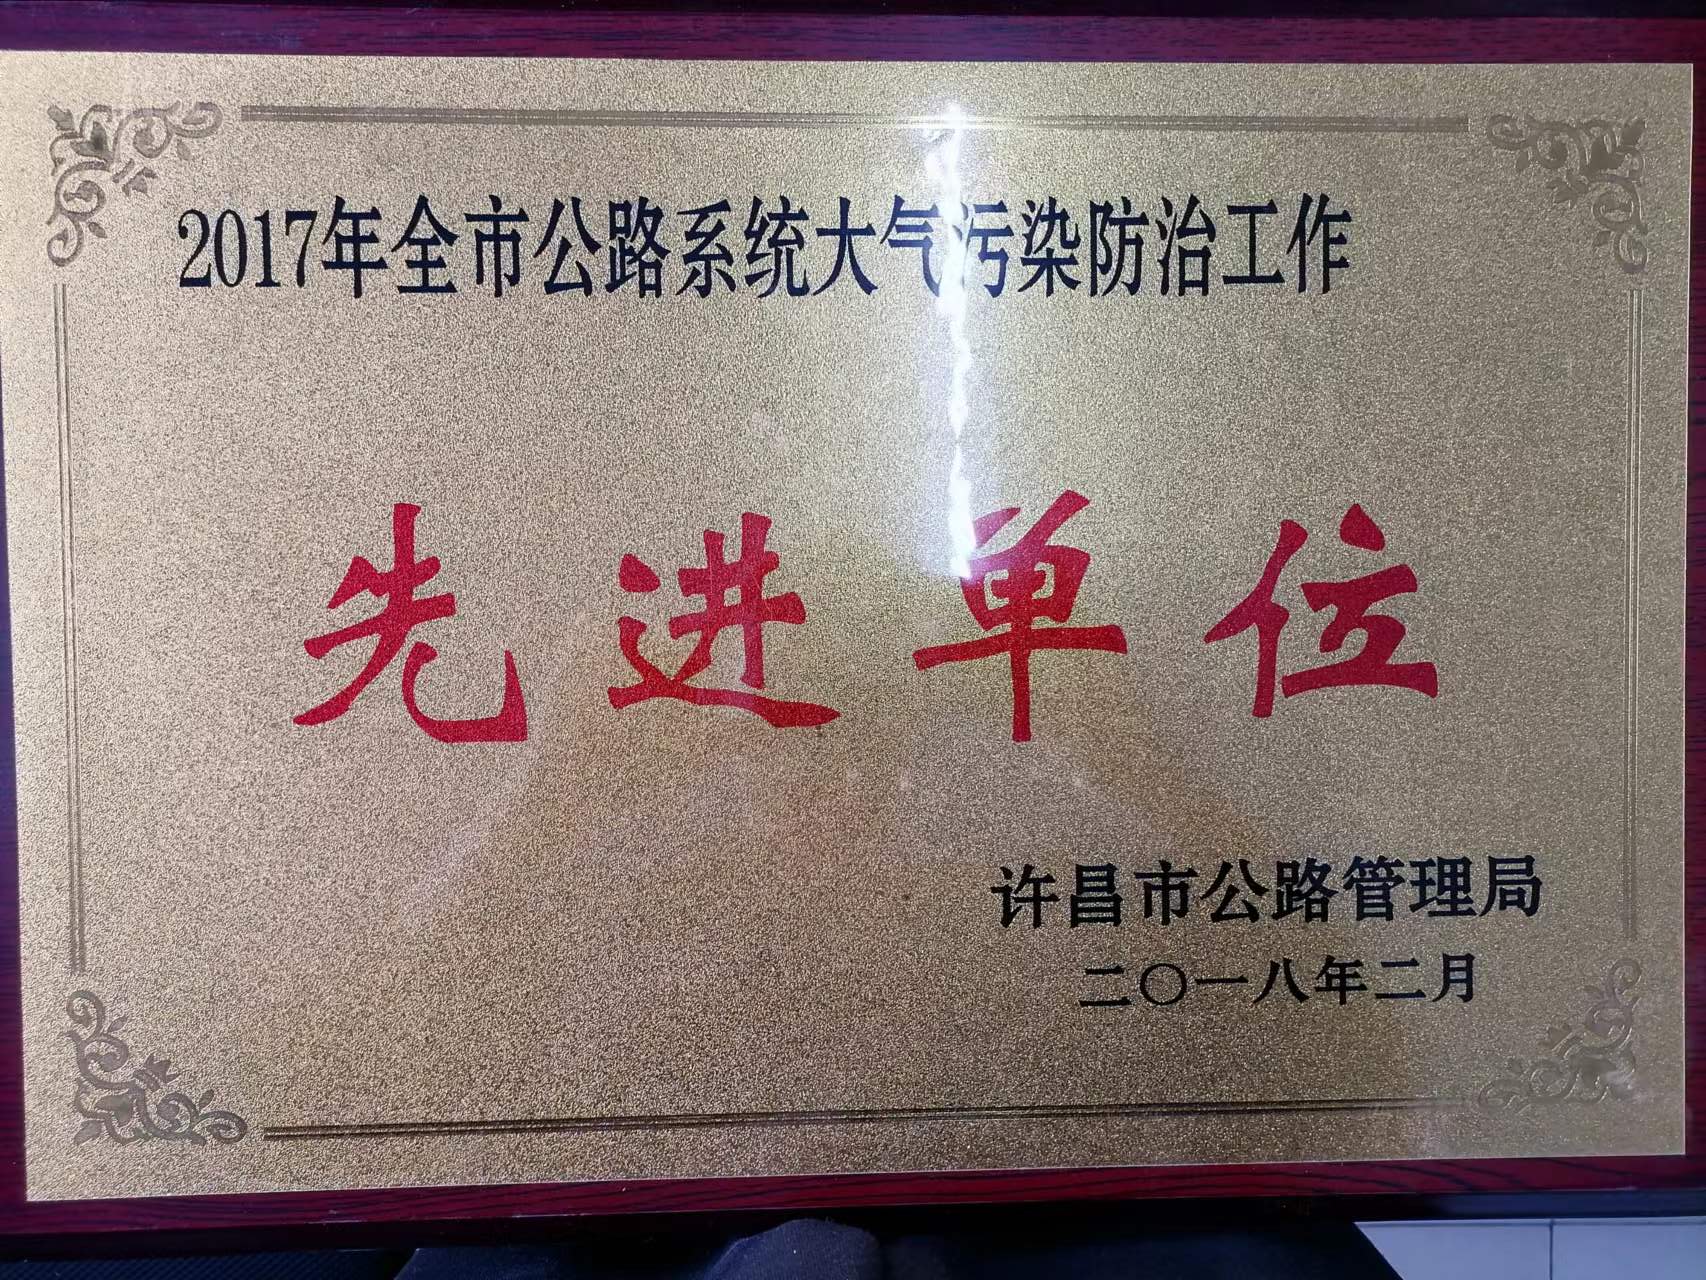 2017年全市公路系统大气污染防治工作
先进单位
许昌市公路管理局
二〇一八年二月